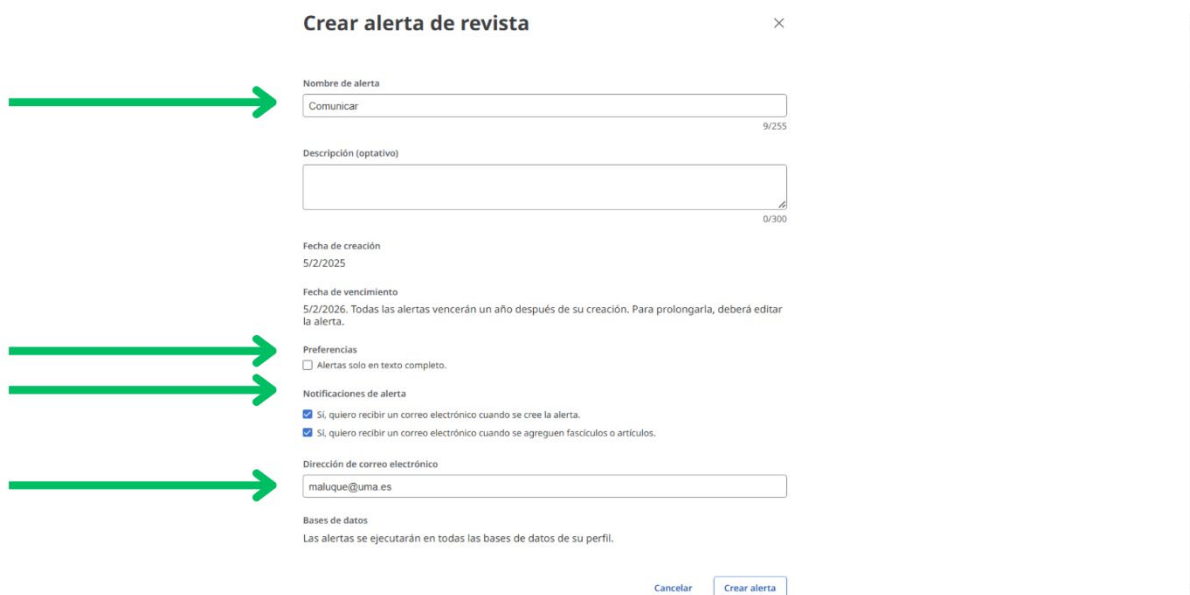 Crear alerta de revista
Nombre de alerta
Comunicar
9/255
Descripción (optativo)
0/300
Fecha de creación
5/2/2025
Fecha de vencimiento
5/2/2026. Todas las alertas vencerán un año después de su creación. Para prolongarla, deberá editar
la alerta.
Preferencias
Alertas solo en texto completo.
Notificaciones de alerta
Sí, quiero recibir un correo electrónico cuando se cree la alerta.
Sí, quiero recibir un correo electrónico cuando se agreguen fascículos o artículos.
Dirección de correo electrónico
maluque@uma.es
Bases de datos
Las alertas se ejecutarán en todas las bases de datos de su perfil.
Cancelar Crear alerta